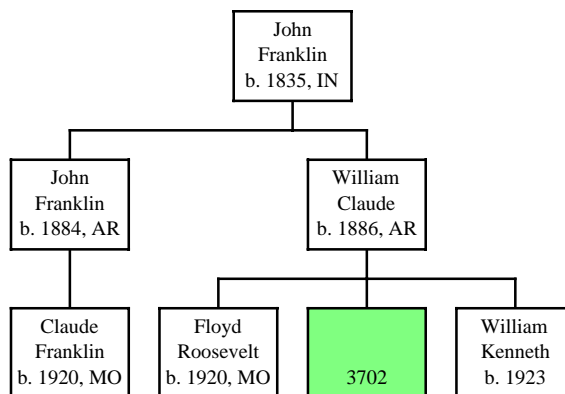 John
Franklin
b. 1835, IN
John
Franklin
b. 1884, AR
William
Claude
b. 1886, AR
Claude
Franklin
b. 1920, MO
Floyd
Roosevelt
b. 1920, MO
3702
William
Kenneth
b. 1923